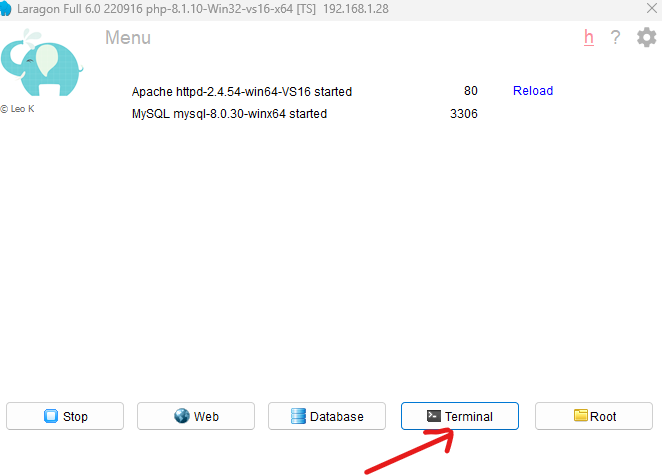 Laragon Full 6.0 220916 php-8.1.10-Win32-vs16-x64 [TS] 192.168.1.28
Menu h ?
Apache httpd-2.4.54-win64-VS16 started 80 Reload
© Leo K
MySQL mysql-8.0.30-winx64 started 3306
Stop Web Database Terminal Root